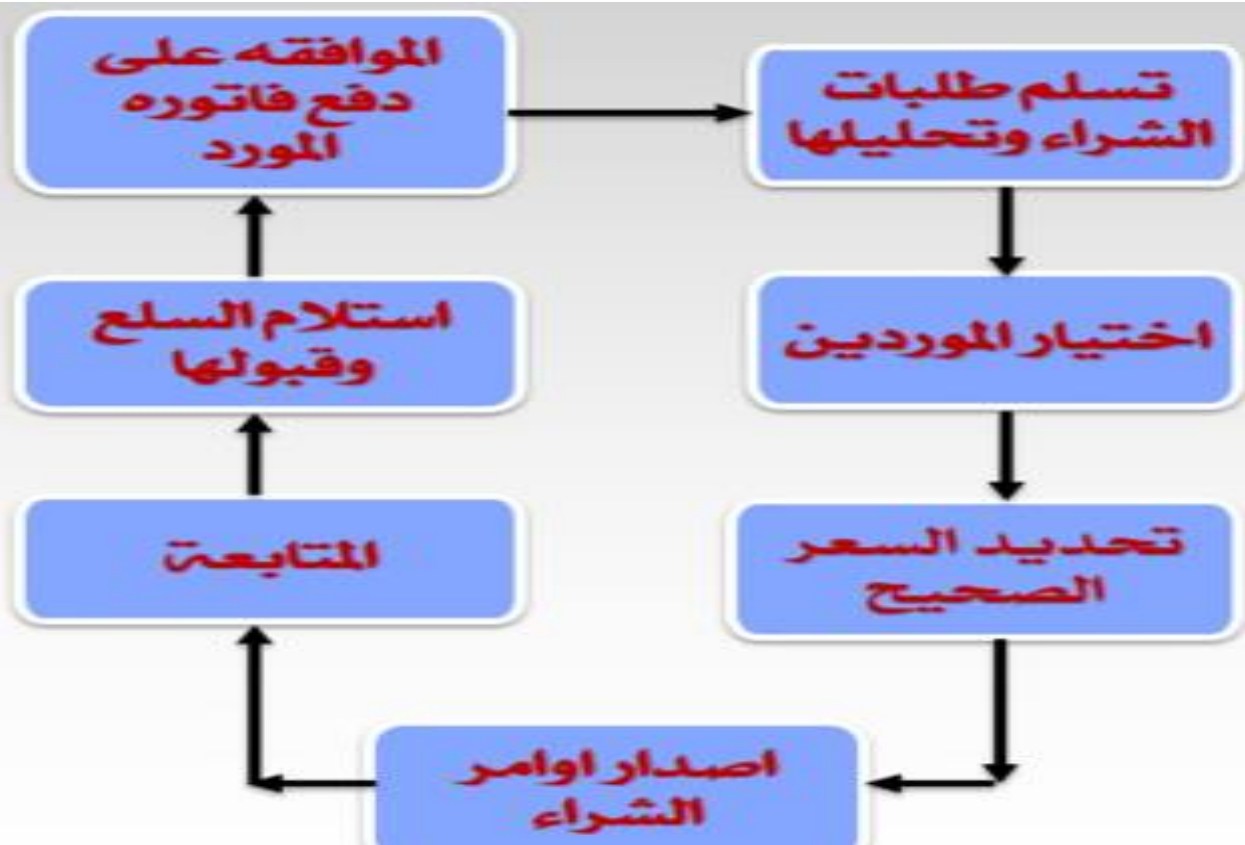 الموافقه على
دفع فاتوره
المورد
تسلم طلبات
الشراء وتحليلها
استلام السلع
وقبولها
اختيار الموردين
المتابعة
تحديد السعر
الصحيح
اصدار اوامر
الشراء